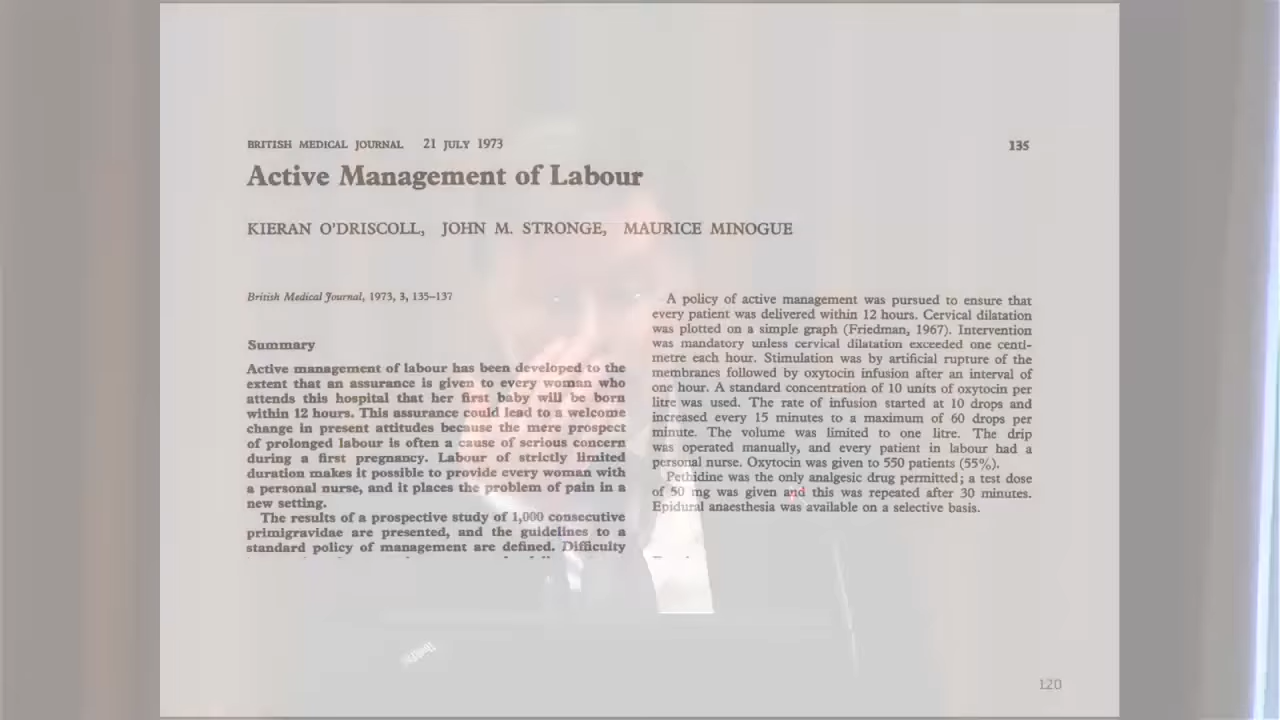 BRITISH MEDICAL JOURNAL 21 JULY 1973
135
Active Management of Labour
KIERAN O'DRISCOLL, JOHN M. STRONGE, MAURICE MINOGUE
British Medical Journal, 1973, 3, 135–137
Summary
Active management of labour has been developed to the
extent that an assurance is given to every woman who
attends this hospital that her first baby will be born
within 12 hours. This assurance could lead to a welcome
change in present attitudes because the mere prospect
of prolonged labour is often a cause of serious concern
during a first pregnancy. Labour of strictly limited
duration makes it possible to provide every woman with
a personal nurse, and it places the problem of pain in a
new setting.
The results of a prospective study of 1,000 consecutive
primigravidae are presented, and the guidelines to a
standard policy of management are defined. Difficulty
A policy of active management was pursued to ensure that
every patient was delivered within 12 hours. Cervical dilatation
was plotted on a simple graph (Friedman, 1967). Intervention
was mandatory unless cervical dilatation exceeded one centi-
metre each hour. Stimulation was by artificial rupture of the
membranes followed by oxytocin infusion after an interval of
one hour. A standard concentration of 10 units of oxytocin per
litre was used. The rate of infusion started at 10 drops and
increased every 15 minutes to a maximum of 60 drops per
minute. The volume was limited to one litre. The drip
was operated manually, and every patient in labour had a
personal nurse. Oxytocin was given to 550 patients (55%).
Pethidine was the only analgesic drug permitted; a test dose
of 50 mg was given and this was repeated after 30 minutes.
Epidural anaesthesia was available on a selective basis.
120